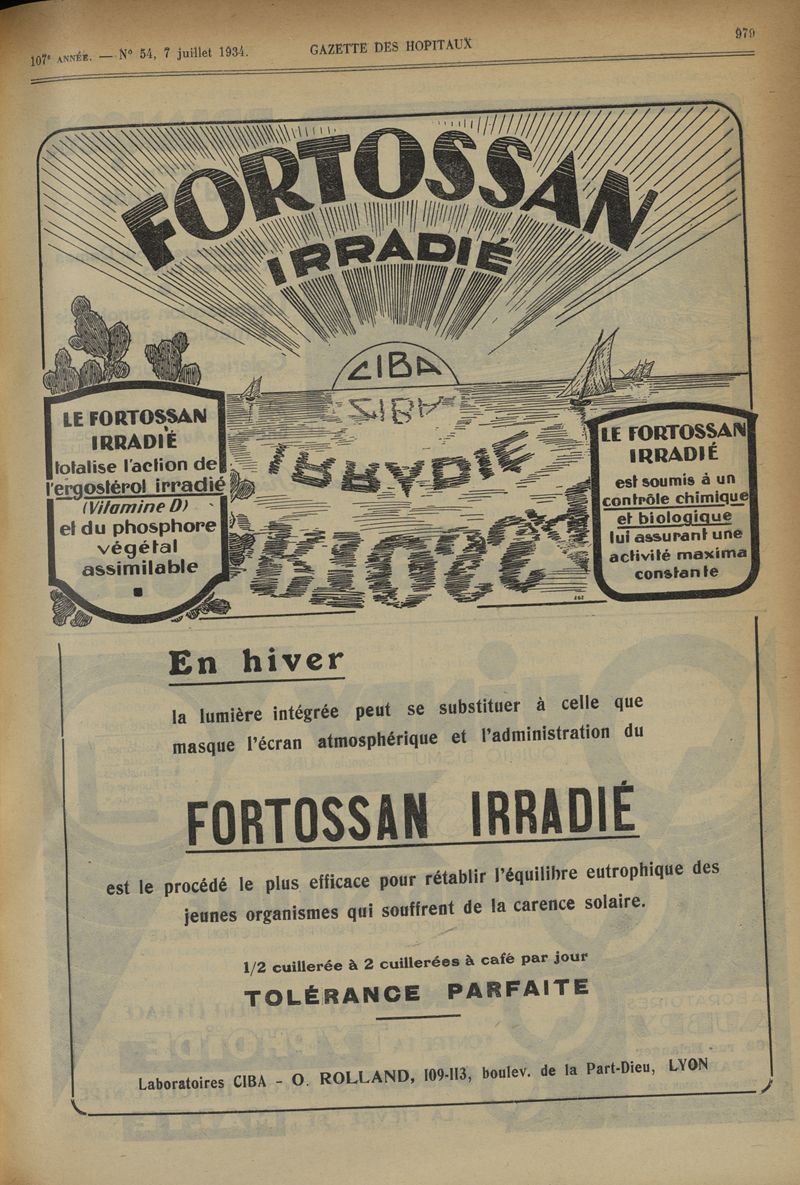 107e ANNÉE. — No 54, 7 juillet 1934.
GAZETTE DES HOPITAUX
979
FORTOSSAN
IRRADIÉ
CIBA
CIBA
IRRADIE
LE FORTOSSAN
IRRADIÉ
totalise l'action de
l'ergostérol irradié
(Vitamine D)
et du phosphore
végétal
assimilable
LE FORTOSSAN
IRRADIÉ
est soumis à un
contrôle chimique
et biologique
lui assurant une
activité maxima
constante
En hiver
la lumière intégrée peut se substituer à celle que
masque l'écran atmosphérique et l'administration du
FORTOSSAN IRRADIÉ
est le procédé le plus efficace pour rétablir l'équilibre eutrophique des
jeunes organismes qui souffrent de la carence solaire.
1/2 cuillerée à 2 cuillerées à café par jour
TOLÉRANCE PARFAITE
Laboratoires CIBA - O. ROLLAND, 109-113, boulev. de la Part-Dieu, LYON